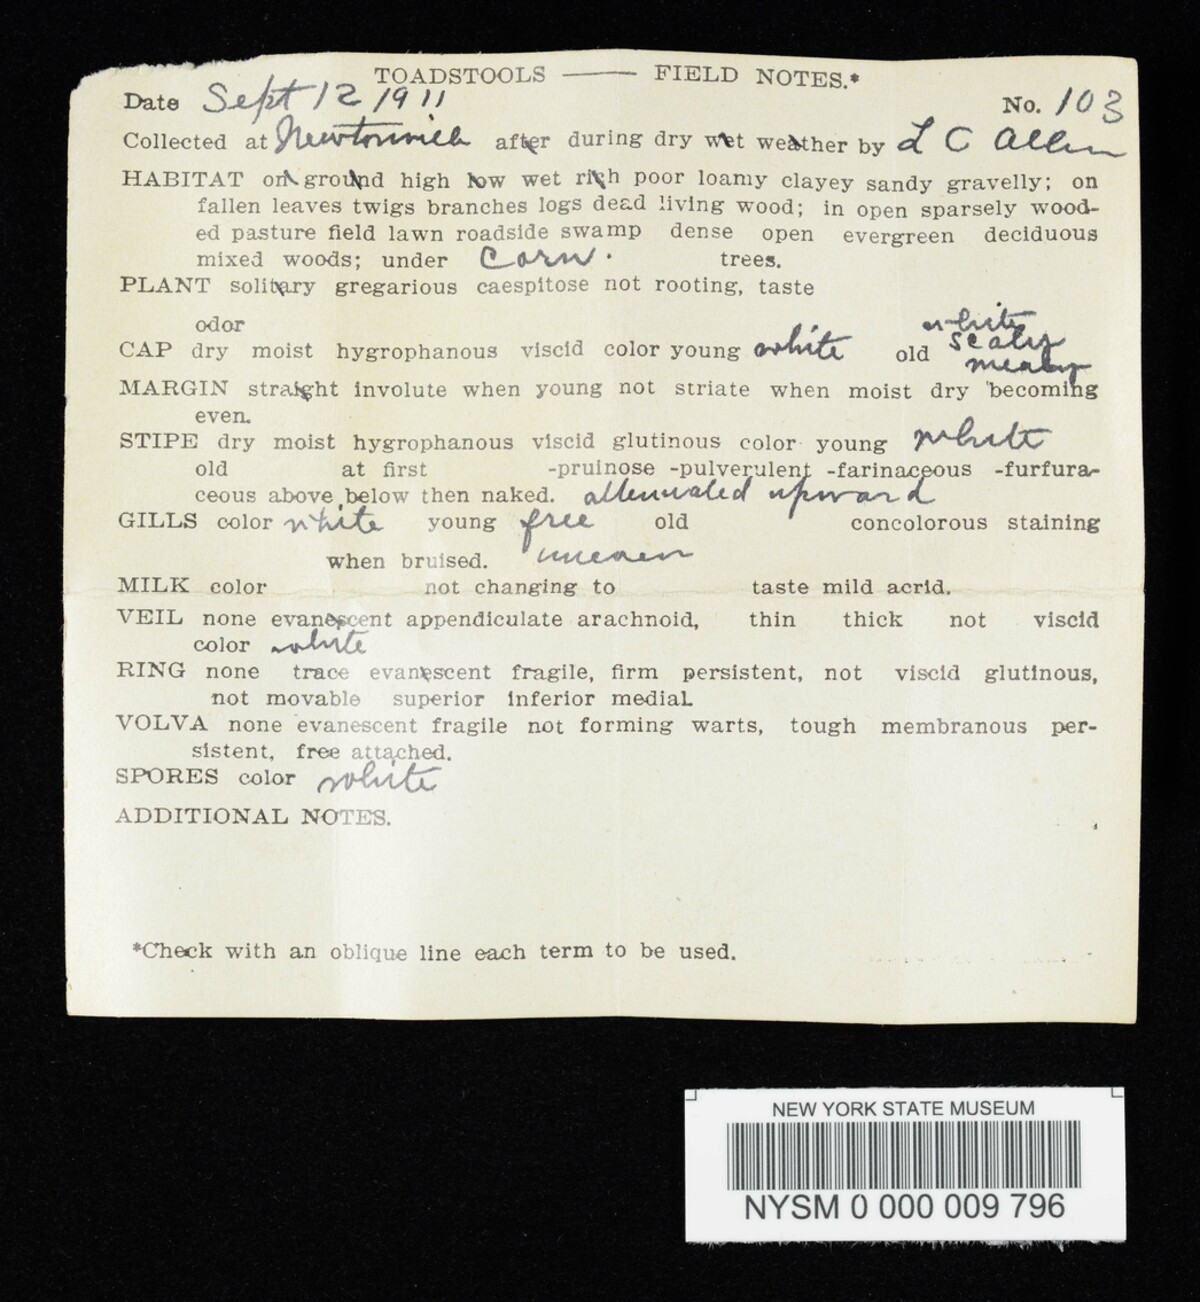 TOADSTOOLS —— FIELD NOTES.*
Date Sept 12 1911 No. 103
Collected at Newtonville after during dry wet weather by L C Allen
HABITAT on ground high low wet rich poor loamy clayey sandy gravelly; on
fallen leaves twigs branches logs dead living wood; in open sparsely wood-
ed pasture field lawn roadside swamp dense open evergreen deciduous
mixed woods; under Corn. trees.
PLANT solitary gregarious caespitose not rooting, taste
odor
CAP dry moist hygrophanous viscid color young white old white scaly mealy
MARGIN straight involute when young not striate when moist dry becoming
even.
STIPE dry moist hygrophanous viscid glutinous color young white
old at first -pruinose -pulverulent -farinaceous -furfura-
ceous above below then naked. attenuated upward
GILLS color white young free old concolorous staining
when bruised. uneven
MILK color not changing to taste mild acrid.
VEIL none evanescent appendiculate arachnoid, thin thick not viscid
color white
RING none trace evanescent fragile, firm persistent, not viscid glutinous,
not movable superior inferior medial.
VOLVA none evanescent fragile not forming warts, tough membranous per-
sistent, free attached.
SPORES color white
ADDITIONAL NOTES.
*Check with an oblique line each term to be used.
NEW YORK STATE MUSEUM
NYSM 0 000 009 796